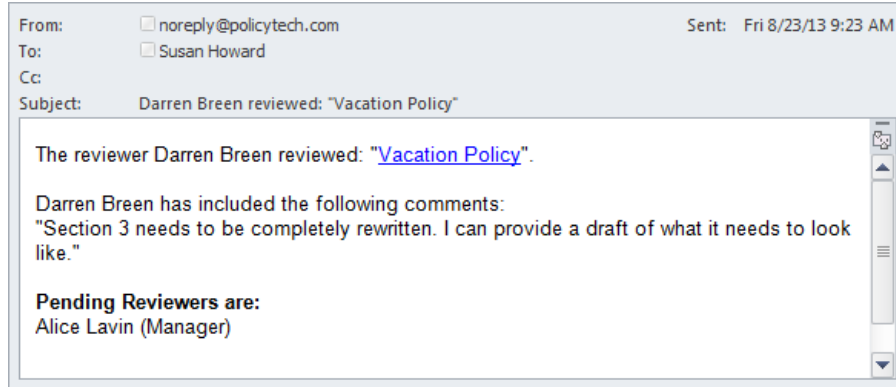 From: noreply@policytech.com Sent: Fri 8/23/13 9:23 AM
To: Susan Howard
Cc:
Subject: Darren Breen reviewed: "Vacation Policy"
The reviewer Darren Breen reviewed: "Vacation Policy".
Darren Breen has included the following comments:
"Section 3 needs to be completely rewritten. I can provide a draft of what it needs to look
like."
Pending Reviewers are:
Alice Lavin (Manager)